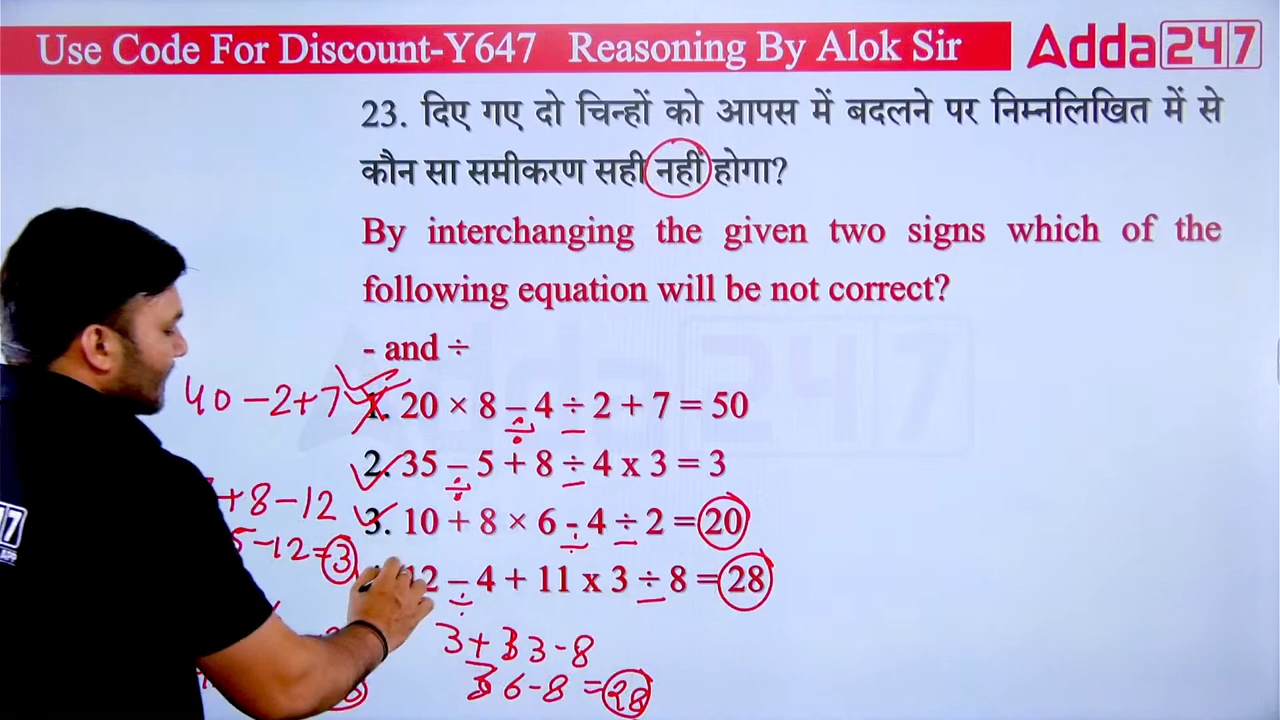 Use Code For Discount-Y647 Reasoning By Alok Sir
Adda247
23. दिए गए दो चिन्हों को आपस में बदलने पर निम्नलिखित में से
कौन सा समीकरण सही नहीं होगा?
By interchanging the given two signs which of the
following equation will be not correct?
- and ÷
40 - 2 + 7
1. 20 × 8 – 4 ÷ 2 + 7 = 50
2. 35 – 5 + 8 ÷ 4 x 3 = 3
+ 8 - 12
3. 10 + 8 × 6 - 4 ÷ 2 = 20
- 12 = 3
12 – 4 + 11 x 3 ÷ 8 = 28
3 + 33 - 8
36 - 8 = 28